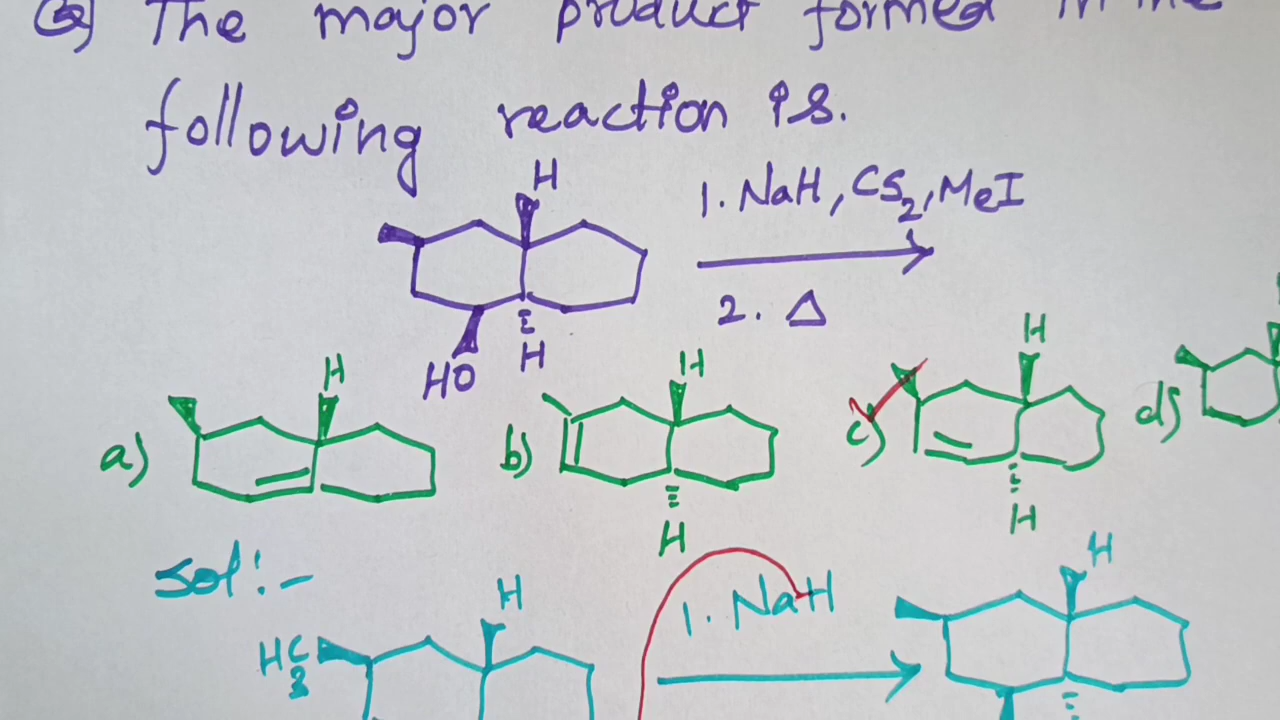 Q) The major product formed in the
following reaction is.
H
1. NaH, CS2, MeI
2. Δ
HO
H
a)
H
b)
H
H
c)
H
H
d)
Sol:-
H3C
H
1. NaH
H